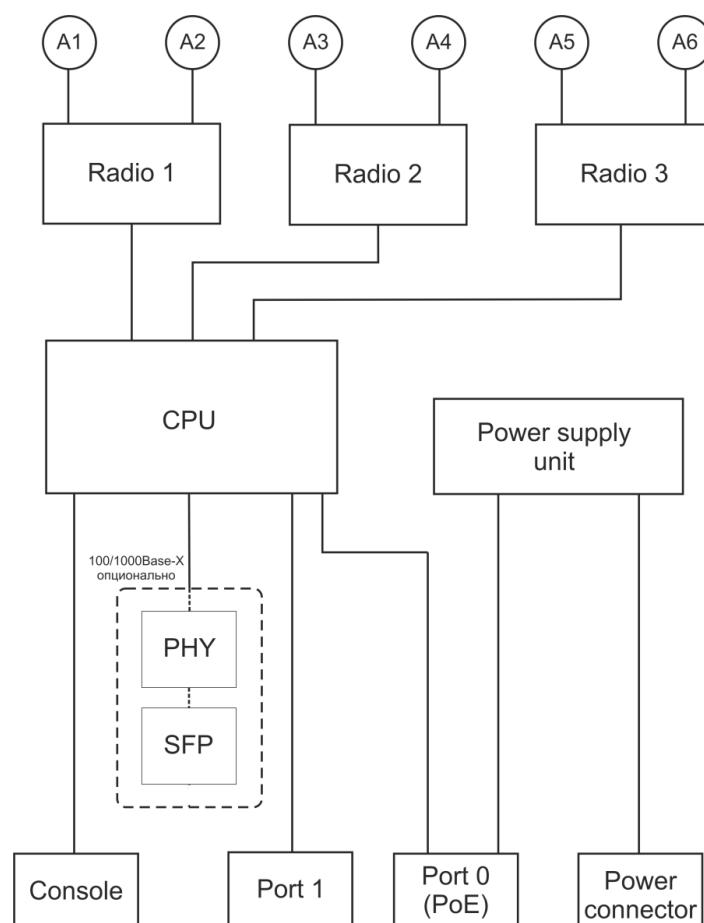 A1
A2
A3
A4
A5
A6
Radio 1
Radio 2
Radio 3
CPU
Power supply
unit
100/1000Base-X
опционально
PHY
SFP
Console
Port 1
Port 0
(PoE)
Power
connector